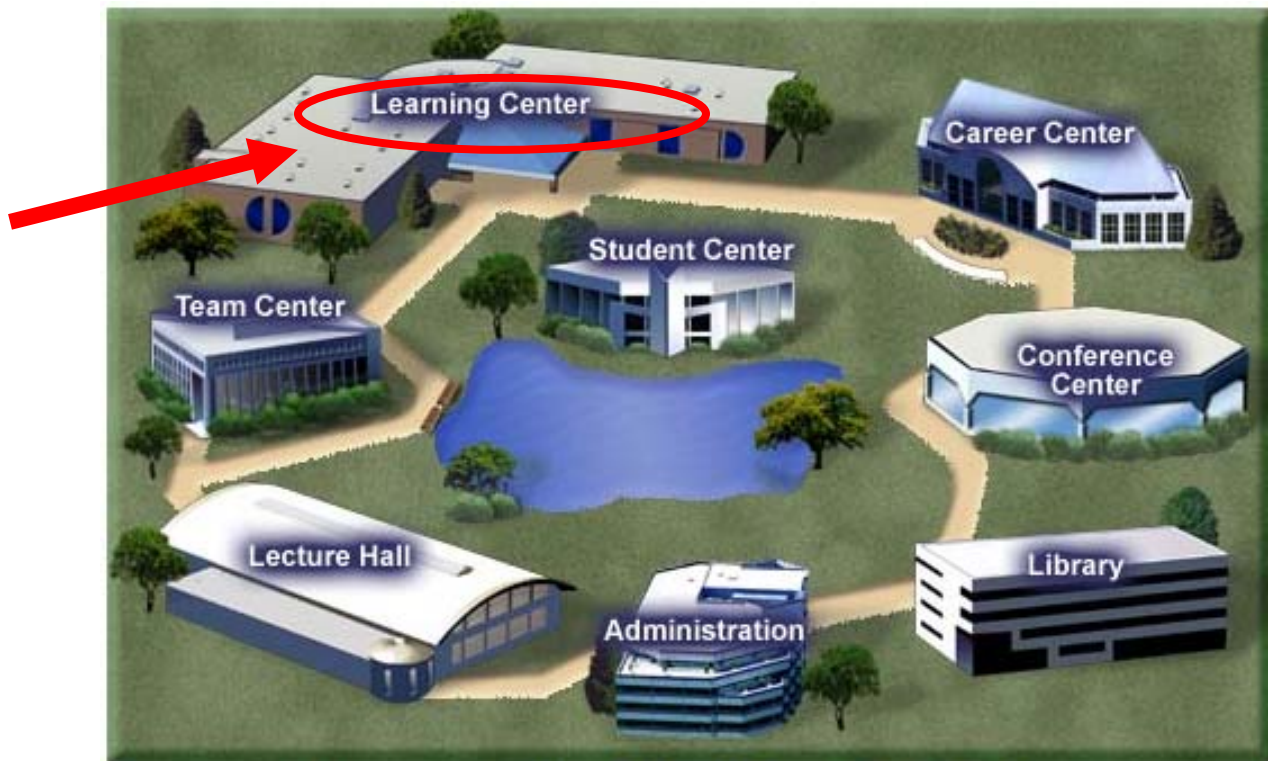 Learning Center
Career Center
Student Center
Team Center
Conference
Center
Lecture Hall
Library
Administration